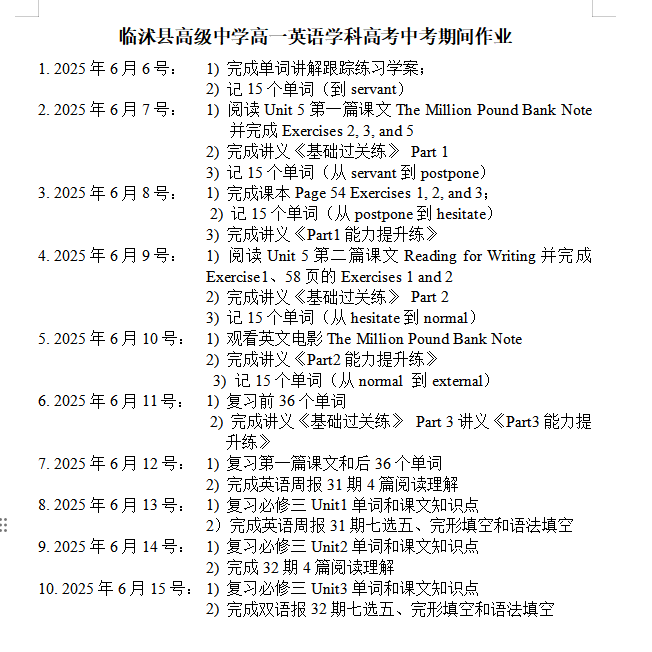 临沭县高级中学高一英语学科高考中考期间作业
1. 2025 年 6 月 6 号： 1) 完成单词讲解跟踪练习学案；
2) 记 15 个单词（到 servant）
2. 2025 年 6 月 7 号： 1) 阅读 Unit 5 第一篇课文 The Million Pound Bank Note
并完成 Exercises 2, 3, and 5
2) 完成讲义《基础过关练》 Part 1
3) 记 15 个单词（从 servant 到 postpone）
3. 2025 年 6 月 8 号： 1) 完成课本 Page 54 Exercises 1, 2, and 3；
2) 记 15 个单词（从 postpone 到 hesitate）
3) 完成讲义《Part1 能力提升练》
4. 2025 年 6 月 9 号： 1) 阅读 Unit 5 第二篇课文 Reading for Writing 并完成
Exercise1、58 页的 Exercises 1 and 2
2) 完成讲义《基础过关练》 Part 2
3) 记 15 个单词（从 hesitate 到 normal）
5. 2025 年 6 月 10 号： 1) 观看英文电影 The Million Pound Bank Note
2) 完成讲义《Part2 能力提升练》
3) 记 15 个单词（从 normal 到 external）
6. 2025 年 6 月 11 号： 1) 复习前 36 个单词
2) 完成讲义《基础过关练》 Part 3 讲义《Part3 能力提
升练》
7. 2025 年 6 月 12 号： 1) 复习第一篇课文和后 36 个单词
2) 完成英语周报 31 期 4 篇阅读理解
8. 2025 年 6 月 13 号： 1) 复习必修三 Unit1 单词和课文知识点
2）完成英语周报 31 期七选五、完形填空和语法填空
9. 2025 年 6 月 14 号： 1) 复习必修三 Unit2 单词和课文知识点
2) 完成 32 期 4 篇阅读理解
10. 2025 年 6 月 15 号： 1) 复习必修三 Unit3 单词和课文知识点
2) 完成双语报 32 期七选五、完形填空和语法填空